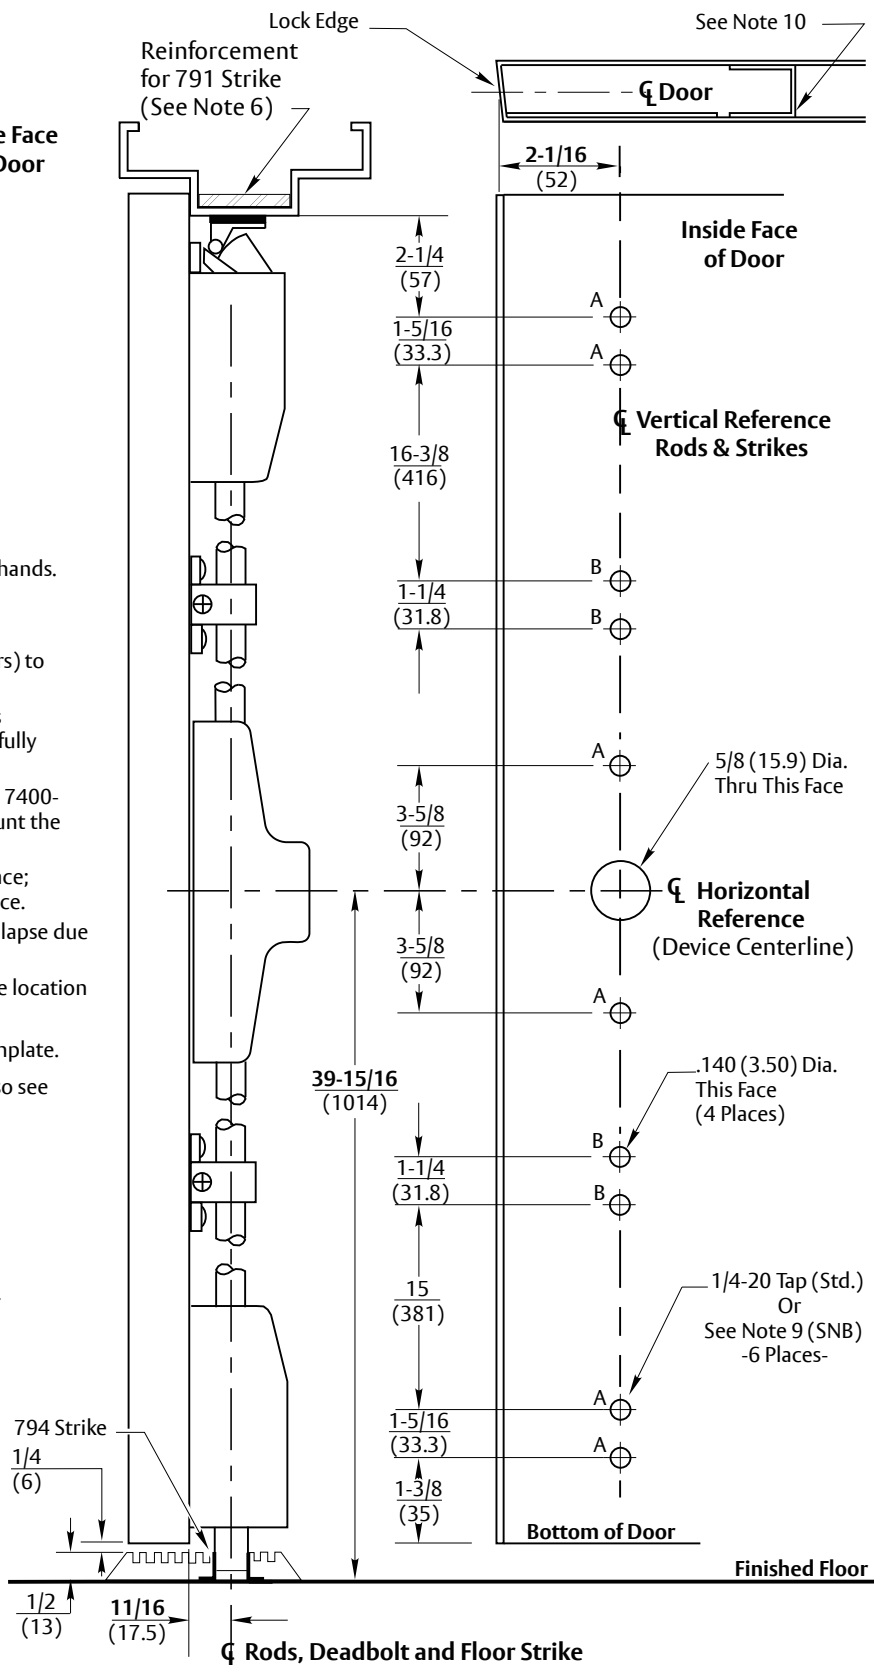 Lock Edge
See Note 10
Reinforcement
for 791 Strike
(See Note 6)
℄ Door
e Face
Door
2-1/16
(52)
Inside Face
of Door
2-1/4
(57)
A
1-5/16
(33.3)
A
℄ Vertical Reference
Rods & Strikes
16-3/8
(416)
hands.
B
1-1/4
(31.8)
B
rs) to
s
fully
A
5/8 (15.9) Dia.
Thru This Face
7400-
unt the
3-5/8
(92)
ace;
ce.
℄ Horizontal
Reference
(Device Centerline)
lapse due
3-5/8
(92)
e location
A
nplate.
so see
39-15/16
(1014)
.140 (3.50) Dia.
This Face
(4 Places)
B
1-1/4
(31.8)
B
15
(381)
1/4-20 Tap (Std.)
Or
See Note 9 (SNB)
-6 Places-
.
A
1-5/16
(33.3)
A
794 Strike
1/4
(6)
1-3/8
(35)
Bottom of Door
Finished Floor
1/2
(13)
11/16
(17.5)
℄ Rods, Deadbolt and Floor Strike